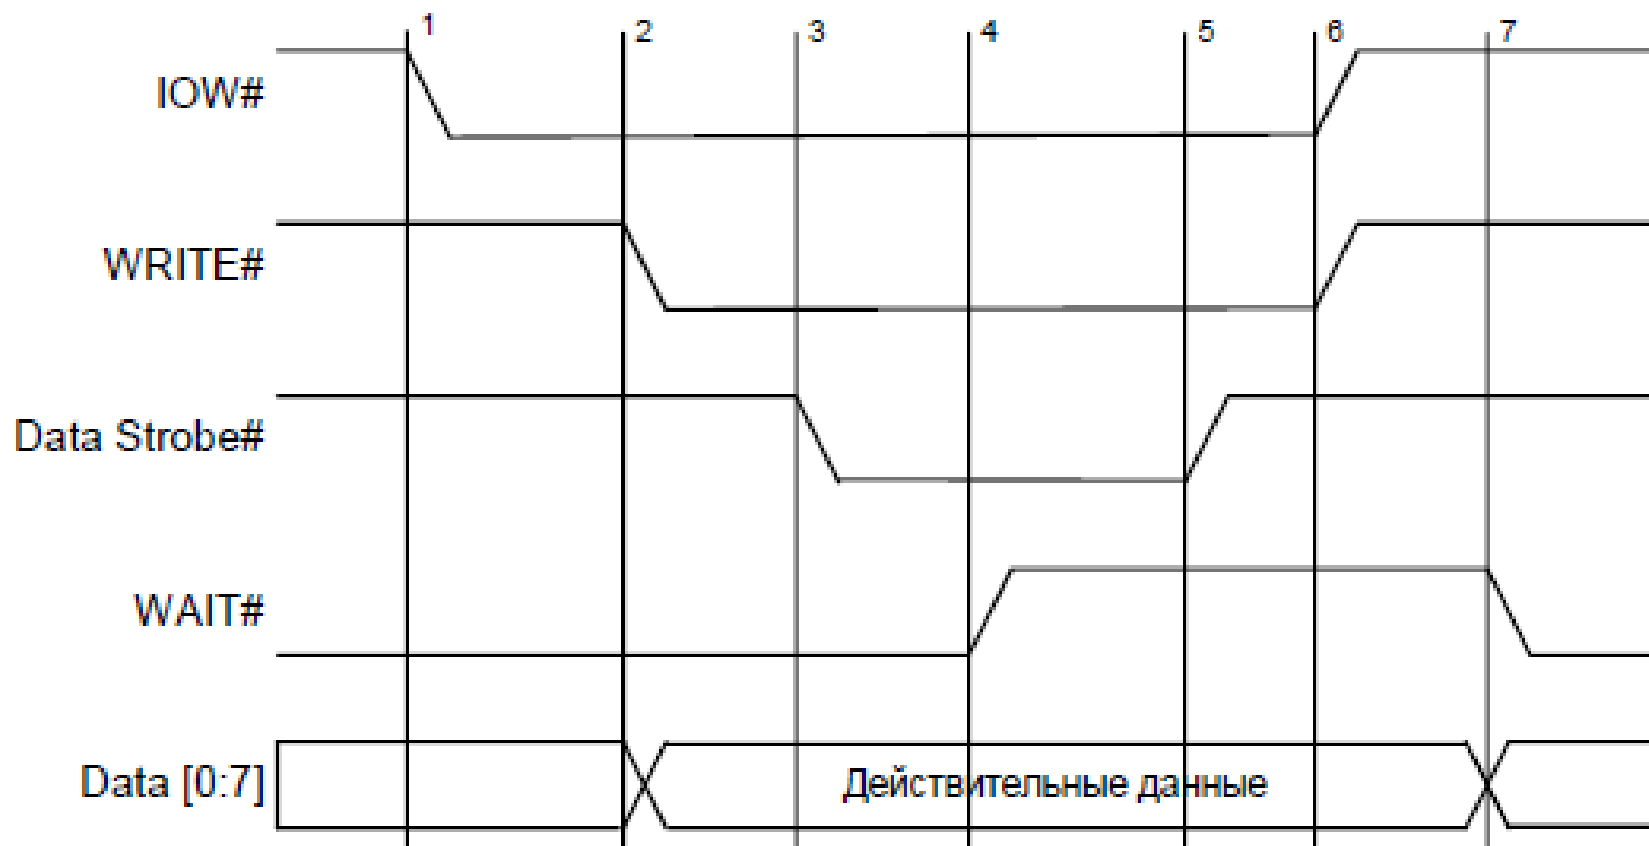 1 2 3 4 5 6 7
IOW#
WRITE#
Data Strobe#
WAIT#
Data [0:7]
Действительные данные